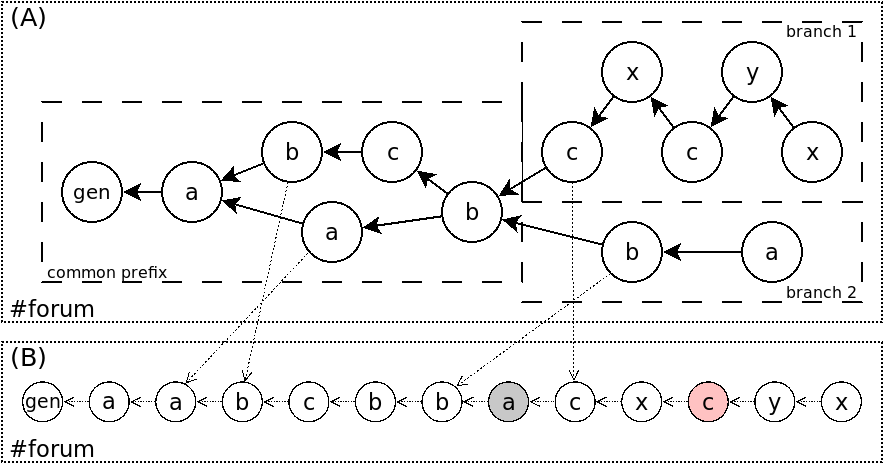 (A)
branch 1
x
y
b
c
c
c
x
gen
a
b
a
b
a
common prefix
branch 2
#forum
(B)
gen a a b c b b a c x c y x
#forum